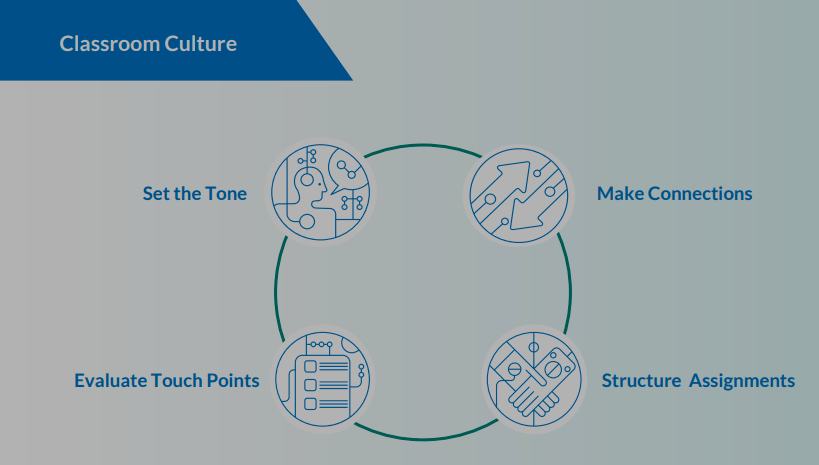 Classroom Culture
Set the Tone
Make Connections
Evaluate Touch Points
Structure Assignments